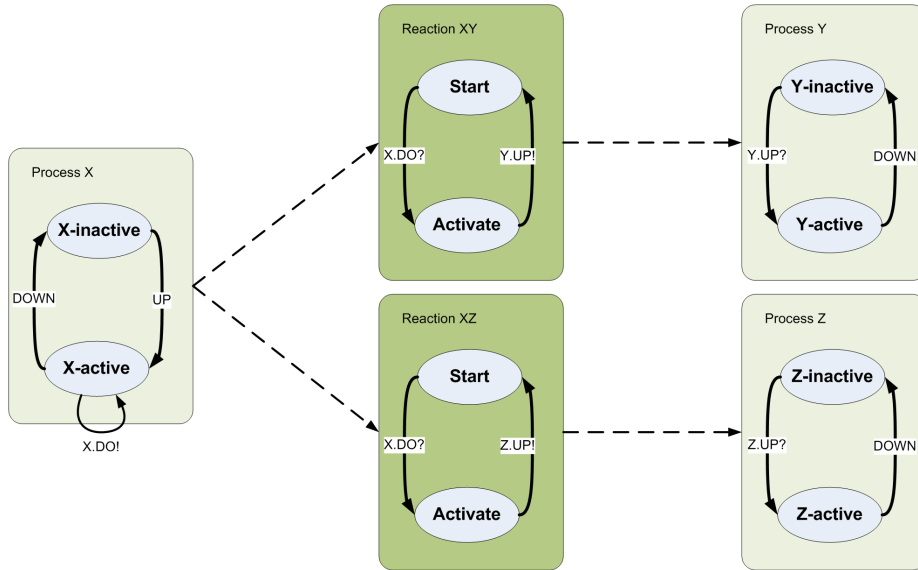 Process X
X-inactive
DOWN
UP
X-active
X.DO!
Reaction XY
Start
X.DO?
Y.UP!
Activate
Reaction XZ
Start
X.DO?
Z.UP!
Activate
Process Y
Y-inactive
Y.UP?
DOWN
Y-active
Process Z
Z-inactive
Z.UP?
DOWN
Z-active